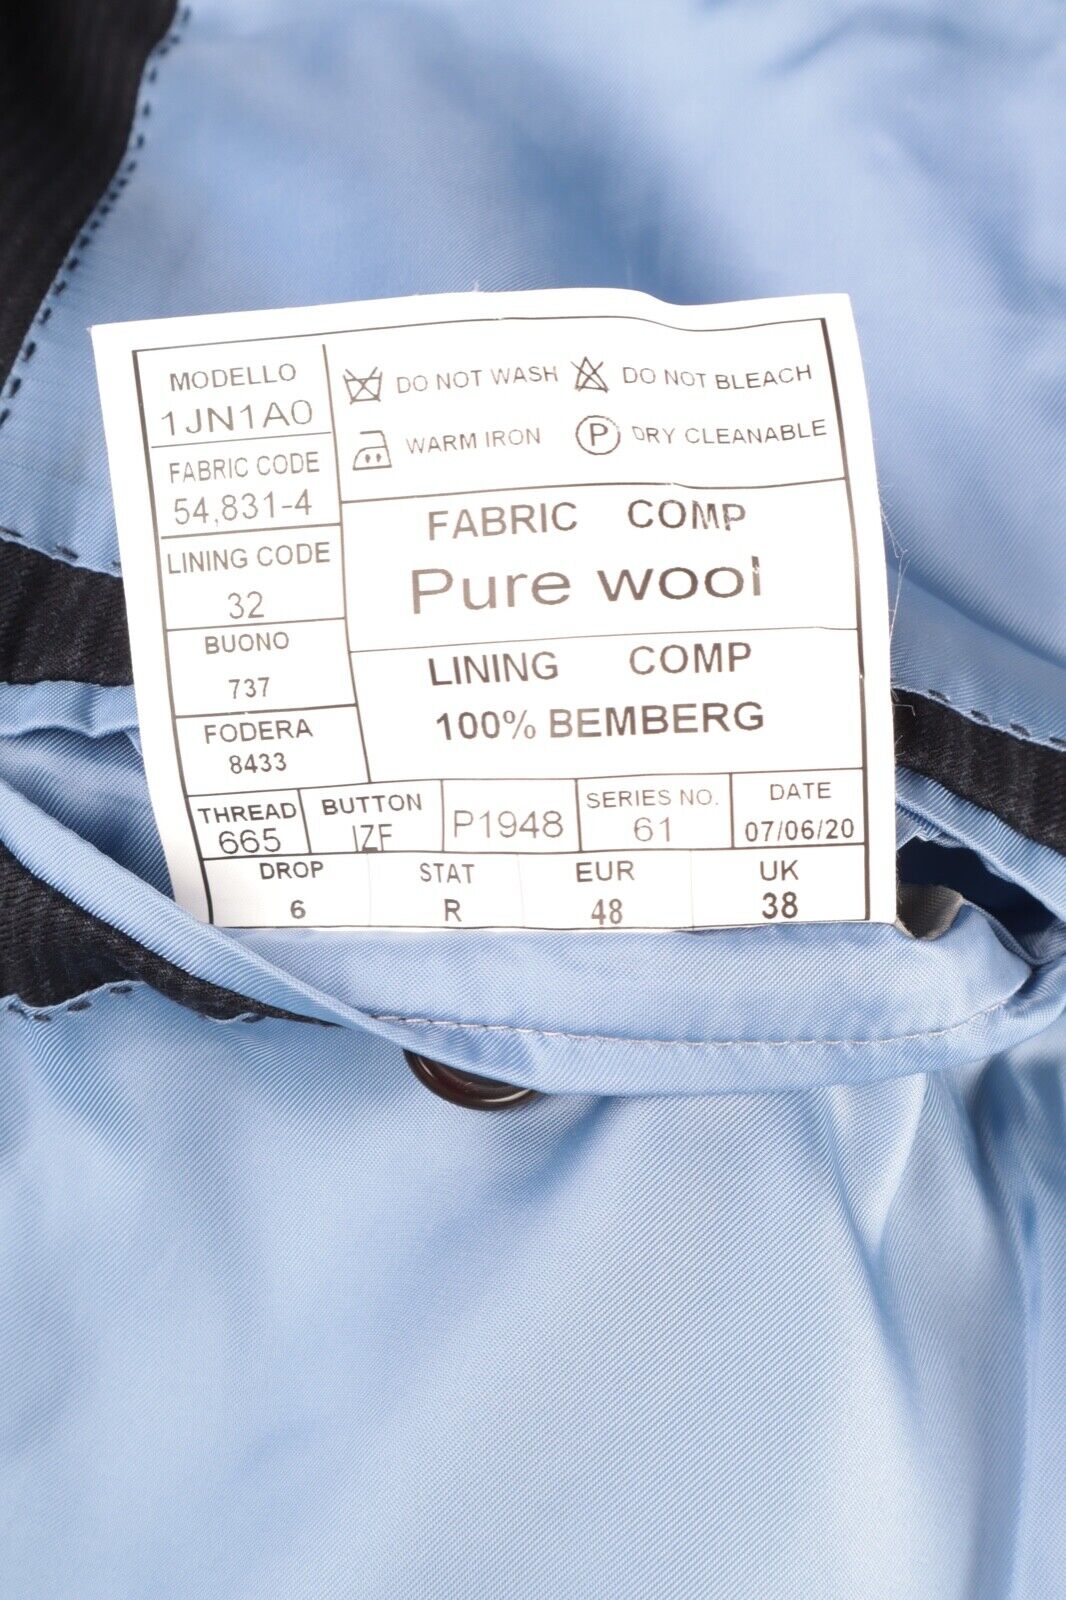 MODELLO
1JN1A0
FABRIC CODE
54,831-4
LINING CODE
32
BUONO
737
FODERA
8433
DO NOT WASH DO NOT BLEACH
WARM IRON P DRY CLEANABLE
FABRIC COMP
Pure wool
LINING COMP
100% BEMBERG
THREAD BUTTON P1948 SERIES NO. DATE
665 IZF 61 07/06/20
DROP STAT EUR UK
6 R 48 38